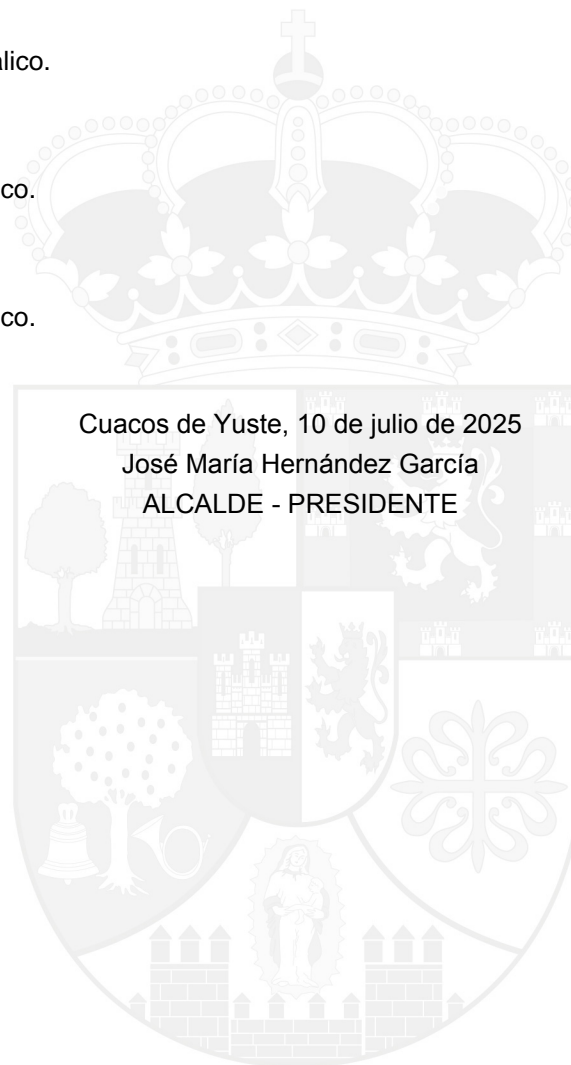 alico.
co.
co.
Cuacos de Yuste, 10 de julio de 2025
José María Hernández García
ALCALDE - PRESIDENTE